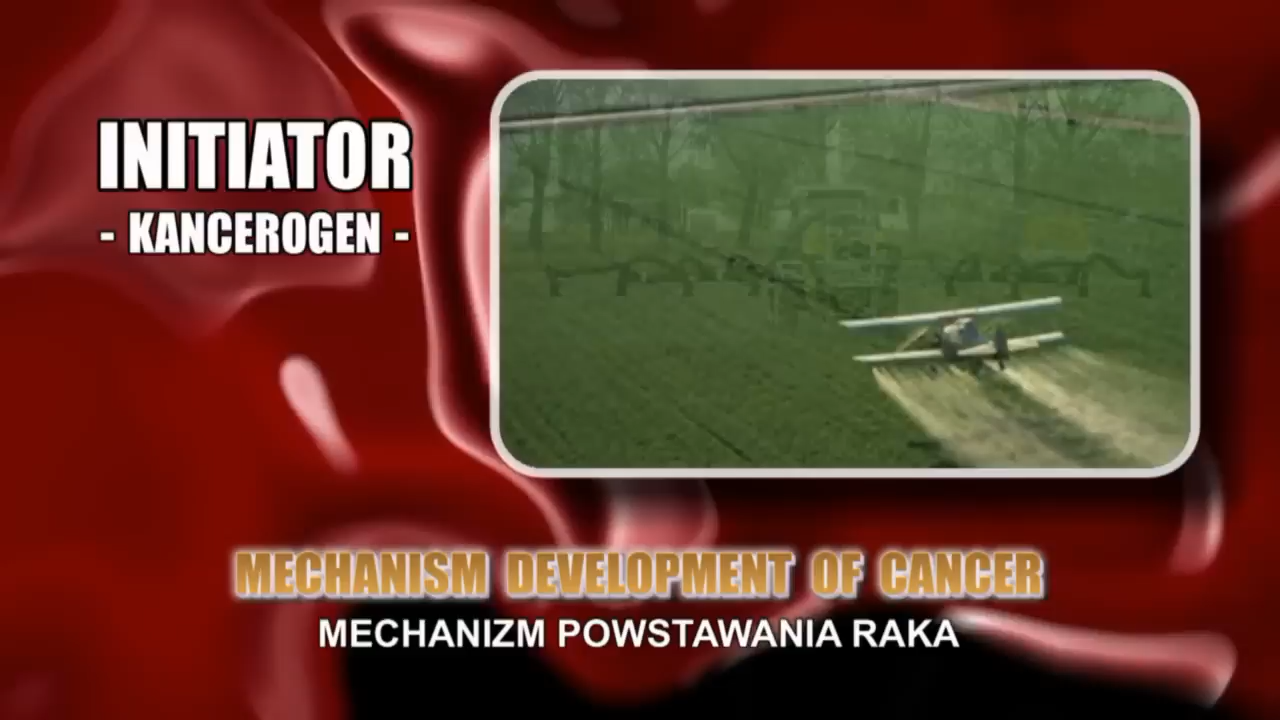 INITIATOR
- KANCEROGEN -
MECHANISM DEVELOPMENT OF CANCER
MECHANIZM POWSTAWANIA RAKA